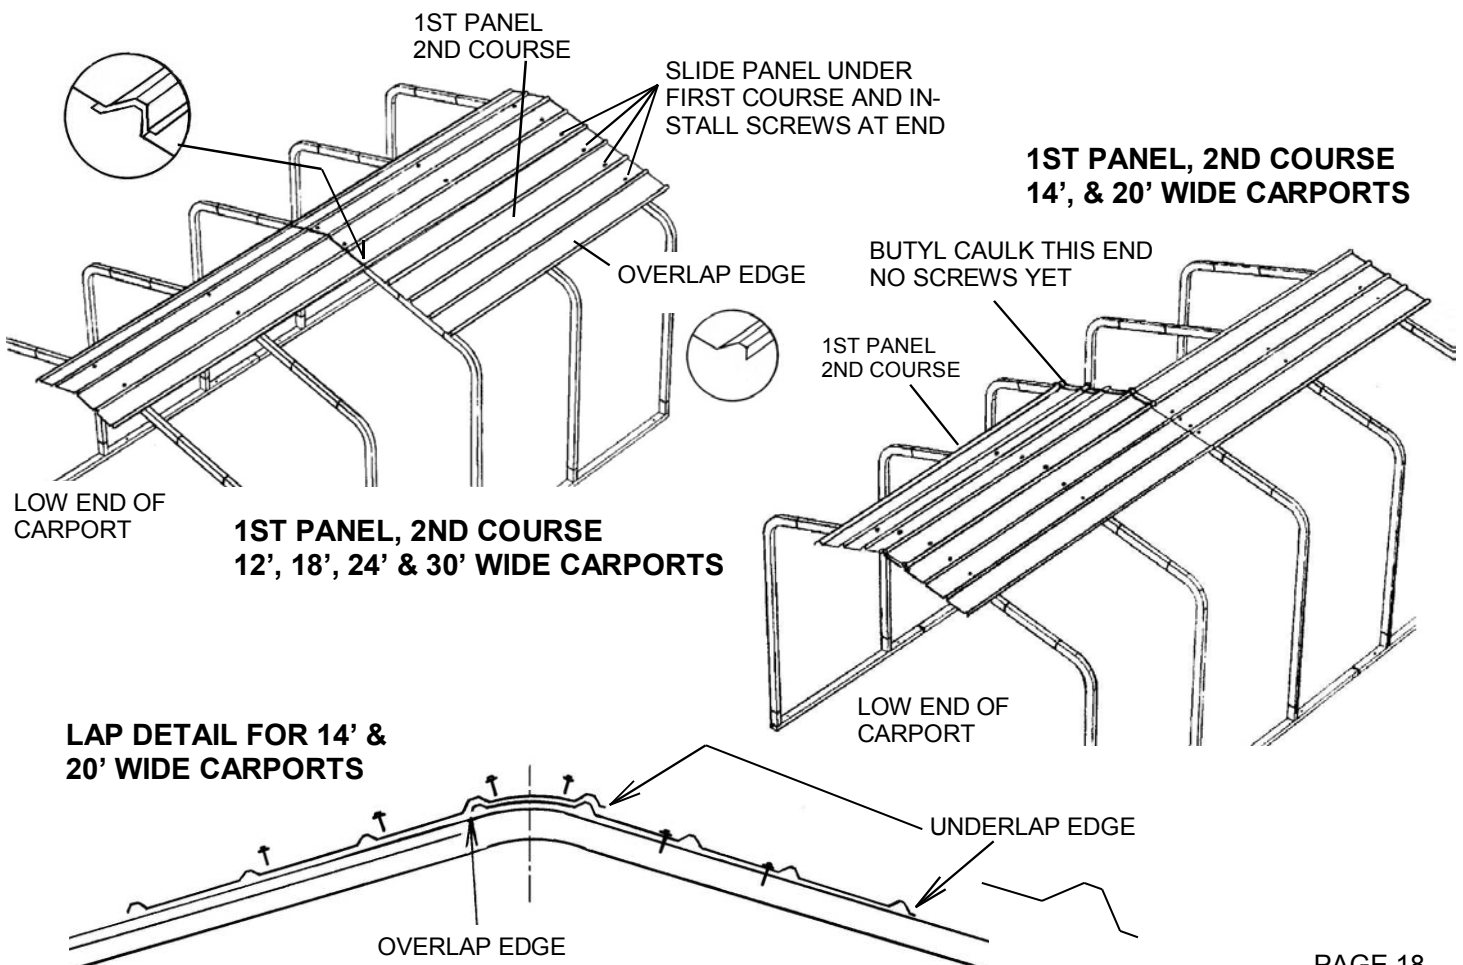 1ST PANEL
2ND COURSE
SLIDE PANEL UNDER
FIRST COURSE AND IN-
STALL SCREWS AT END
OVERLAP EDGE
LOW END OF
CARPORT
1ST PANEL, 2ND COURSE
12’, 18’, 24’ & 30’ WIDE CARPORTS
1ST PANEL, 2ND COURSE
14’, & 20’ WIDE CARPORTS
BUTYL CAULK THIS END
NO SCREWS YET
1ST PANEL
2ND COURSE
LOW END OF
CARPORT
LAP DETAIL FOR 14’ &
20’ WIDE CARPORTS
UNDERLAP EDGE
OVERLAP EDGE
PAGE 18